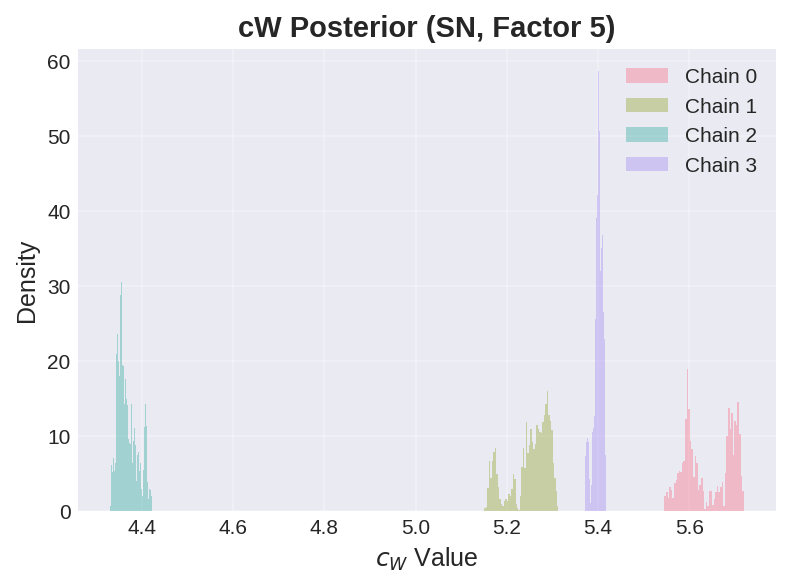 cW Posterior (SN, Factor 5)
60
50
40
30
20
10
0
Density
Chain 0
Chain 1
Chain 2
Chain 3
4.4 4.6 4.8 5.0 5.2 5.4 5.6
c_W Value